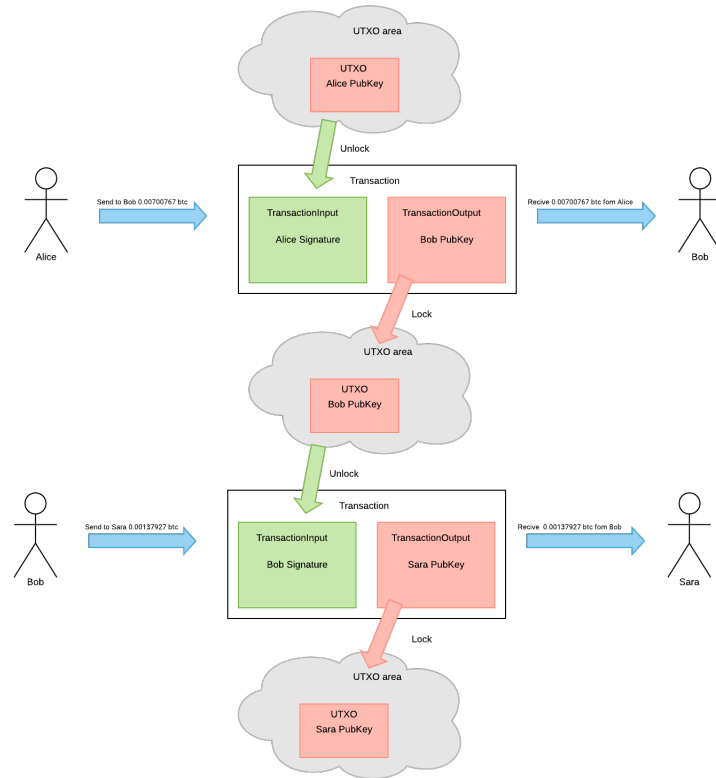 UTXO area
UTXO
Alice PubKey
Unlock
Transaction
Send to Bob 0.00700767 btc
TransactionInput
TransactionOutput
Recive 0.00700767 btc fom Alice
Alice Signature
Bob PubKey
Alice
Bob
Lock
UTXO area
UTXO
Bob PubKey
Unlock
Transaction
Send to Sara 0.00137927 btc
TransactionInput
TransactionOutput
Recive 0.00137927 btc fom Bob
Bob Signature
Sara PubKey
Bob
Sara
Lock
UTXO area
UTXO
Sara PubKey